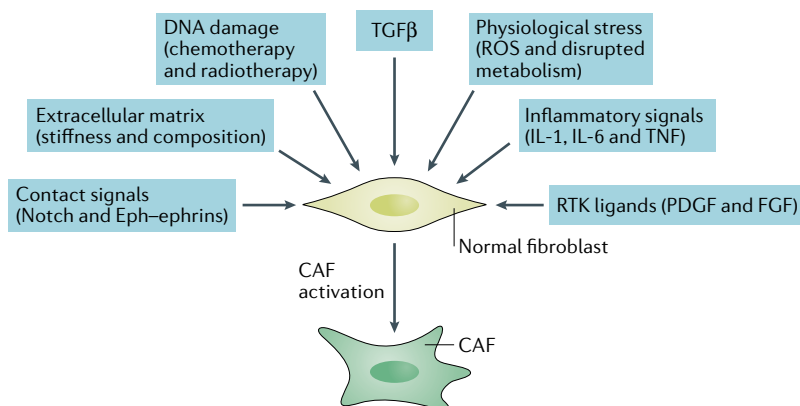 DNA damage
(chemotherapy
and radiotherapy)
TGFβ
Physiological stress
(ROS and disrupted
metabolism)
Extracellular matrix
(stiffness and composition)
Inflammatory signals
(IL-1, IL-6 and TNF)
Contact signals
(Notch and Eph–ephrins)
RTK ligands (PDGF and FGF)
Normal fibroblast
CAF
activation
CAF